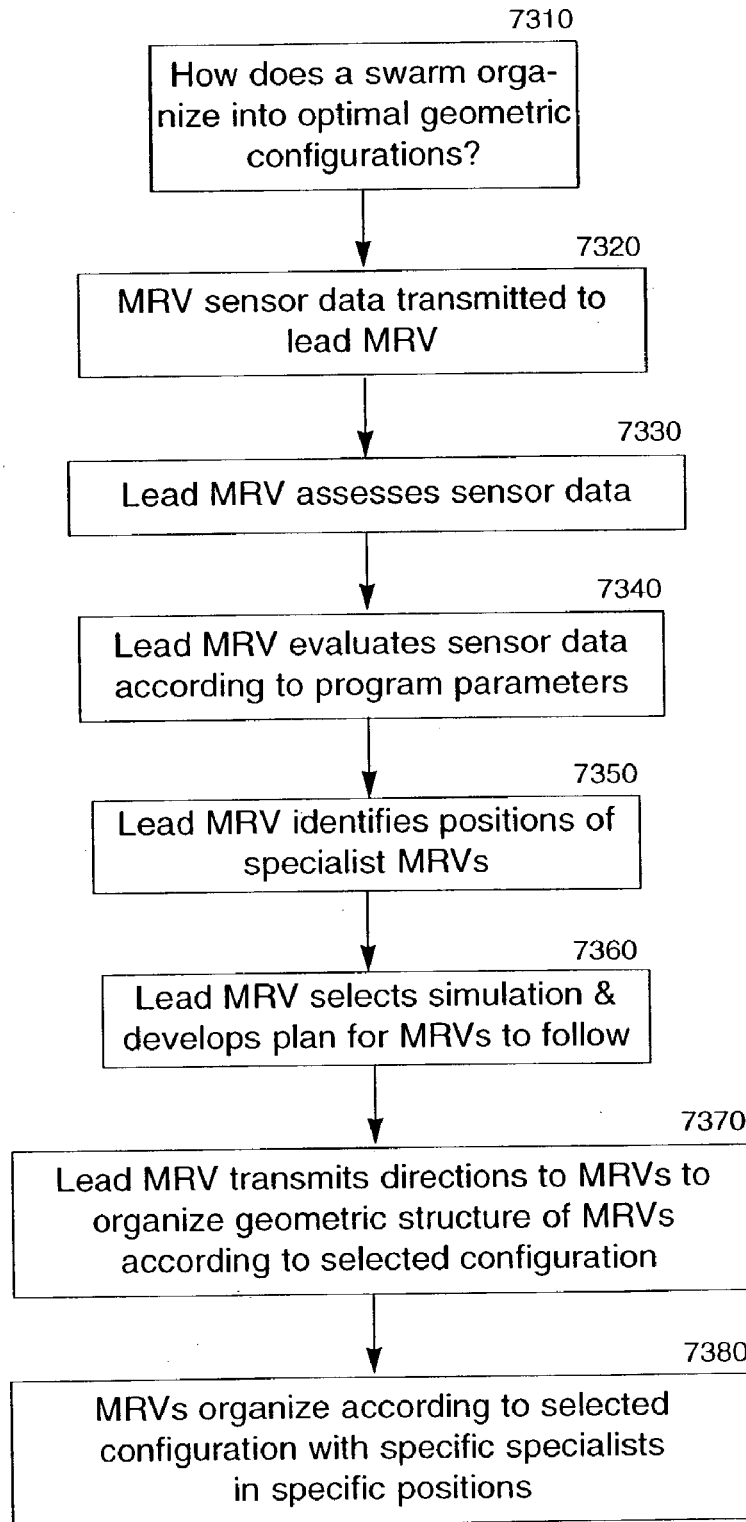 7310
How does a swarm orga-
nize into optimal geometric
configurations?
7320
MRV sensor data transmitted to
lead MRV
7330
Lead MRV assesses sensor data
7340
Lead MRV evaluates sensor data
according to program parameters
7350
Lead MRV identifies positions of
specialist MRVs
7360
Lead MRV selects simulation &
develops plan for MRVs to follow
7370
Lead MRV transmits directions to MRVs to
organize geometric structure of MRVs
according to selected configuration
7380
MRVs organize according to selected
configuration with specific specialists
in specific positions